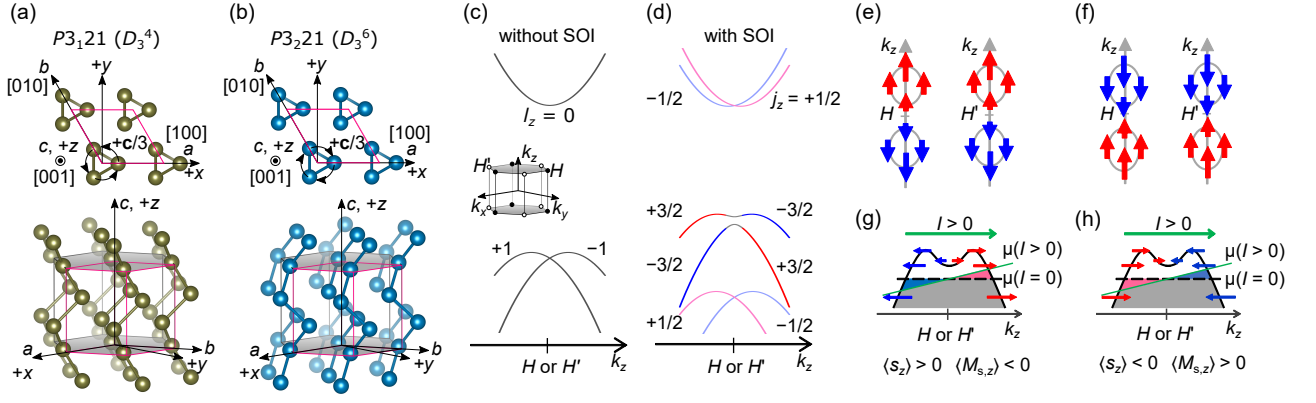 (a)
P3₁21 (D₃⁴)
b
+y
[010]
[100]
c, +z
+c/3
a
[001]
+x
c, +z
a
b
+x
+y
(b)
P3₂21 (D₃⁶)
b
+y
[010]
[100]
c, +z
+c/3
a
[001]
+x
c, +z
a
b
+x
+y
(c)
without SOI
l_z = 0
k_z
H' H
k_x k_y
+1 −1
H or H' k_z
(d)
with SOI
−1/2 j_z = +1/2
+3/2 −3/2
−3/2 +3/2
+1/2 −1/2
H or H' k_z
(e)
k_z k_z
H H'
(f)
k_z k_z
H H'
(g)
I > 0
μ(I > 0)
μ(I = 0)
H or H' k_z
⟨s_z⟩ > 0 ⟨M_s,z⟩ < 0
(h)
I > 0
μ(I > 0)
μ(I = 0)
H or H' k_z
⟨s_z⟩ < 0 ⟨M_s,z⟩ > 0